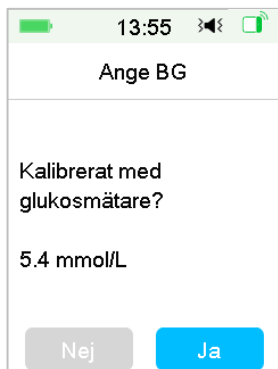 13:55
Ange BG
Kalibrerat med
glukosmätare?
5.4 mmol/L
Nej
Ja